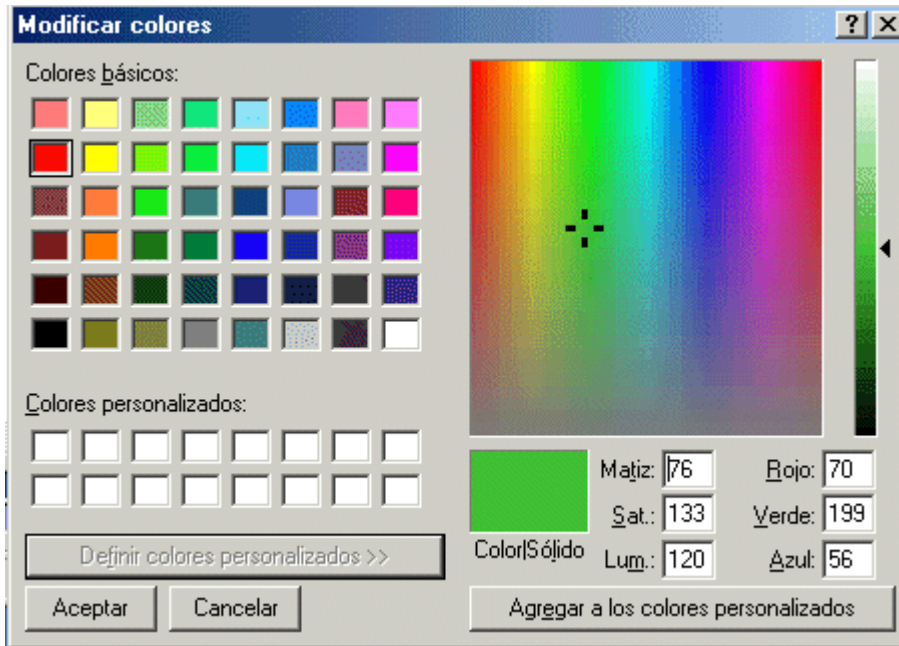 Modificar colores
Colores básicos:
Colores personalizados:
Definir colores personalizados >>
Aceptar Cancelar
Color|Sólido
Matiz: 76 Rojo: 70
Sat.: 133 Verde: 199
Lum.: 120 Azul: 56
Agregar a los colores personalizados